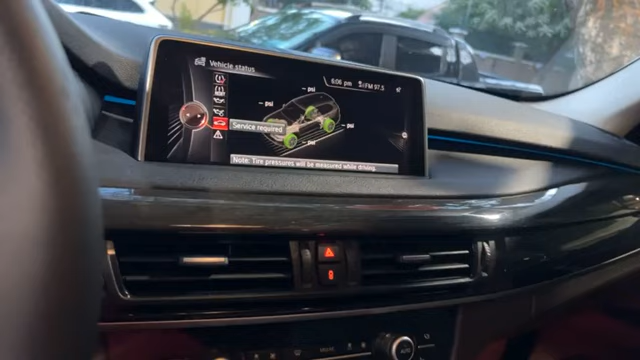 Vehicle status
6:06 pm
FM 97.5
– psi
– psi
– psi
– psi
Service required
Note: Tire pressures will be measured while driving.
AUTO